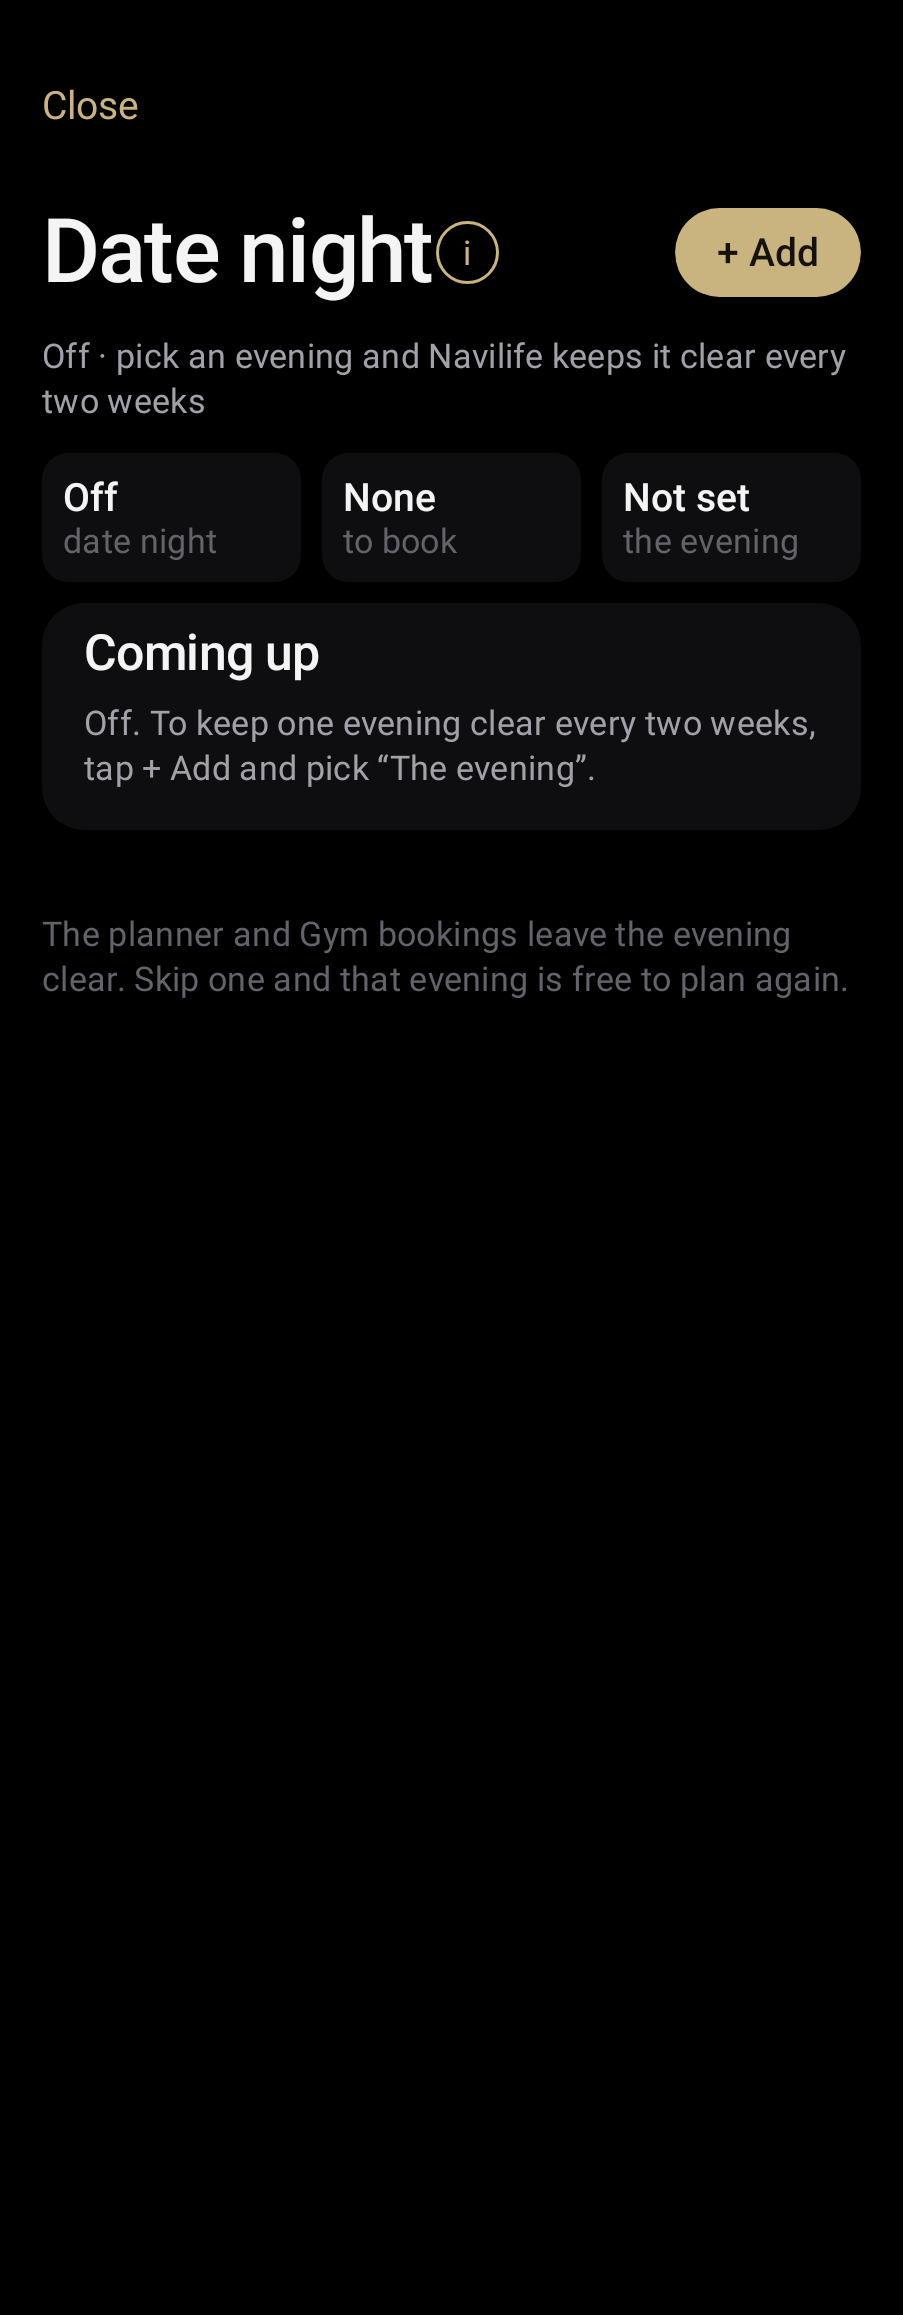 Close
Date night
i
+ Add
Off · pick an evening and Navilife keeps it clear every
two weeks
Off
date night
None
to book
Not set
the evening
Coming up
Off. To keep one evening clear every two weeks,
tap + Add and pick “The evening”.
The planner and Gym bookings leave the evening
clear. Skip one and that evening is free to plan again.